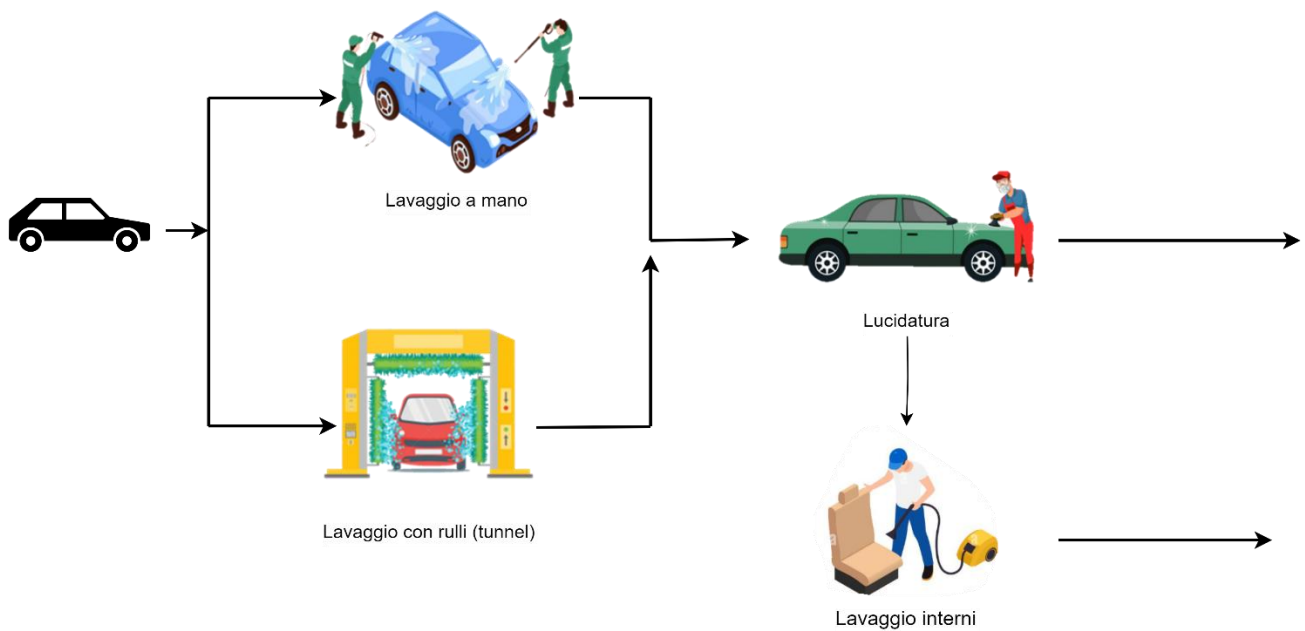 Lavaggio a mano
Lucidatura
Lavaggio con rulli (tunnel)
Lavaggio interni